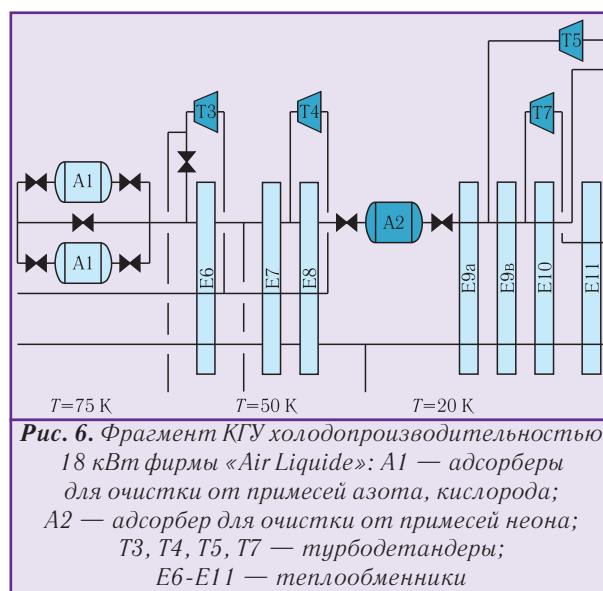 T5
T3
T4
T7
A1
A2
A1
E6
E7
E8
E9a
E9в
E10
E11
T=75 K
T=50 K
T=20 K
Рис. 6. Фрагмент КГУ холодопроизводительностью
18 кВт фирмы «Air Liquide»: A1 — адсорберы
для очистки от примесей азота, кислорода;
A2 — адсорбер для очистки от примесей неона;
T3, T4, T5, T7 — турбодетандеры;
E6-E11 — теплообменники